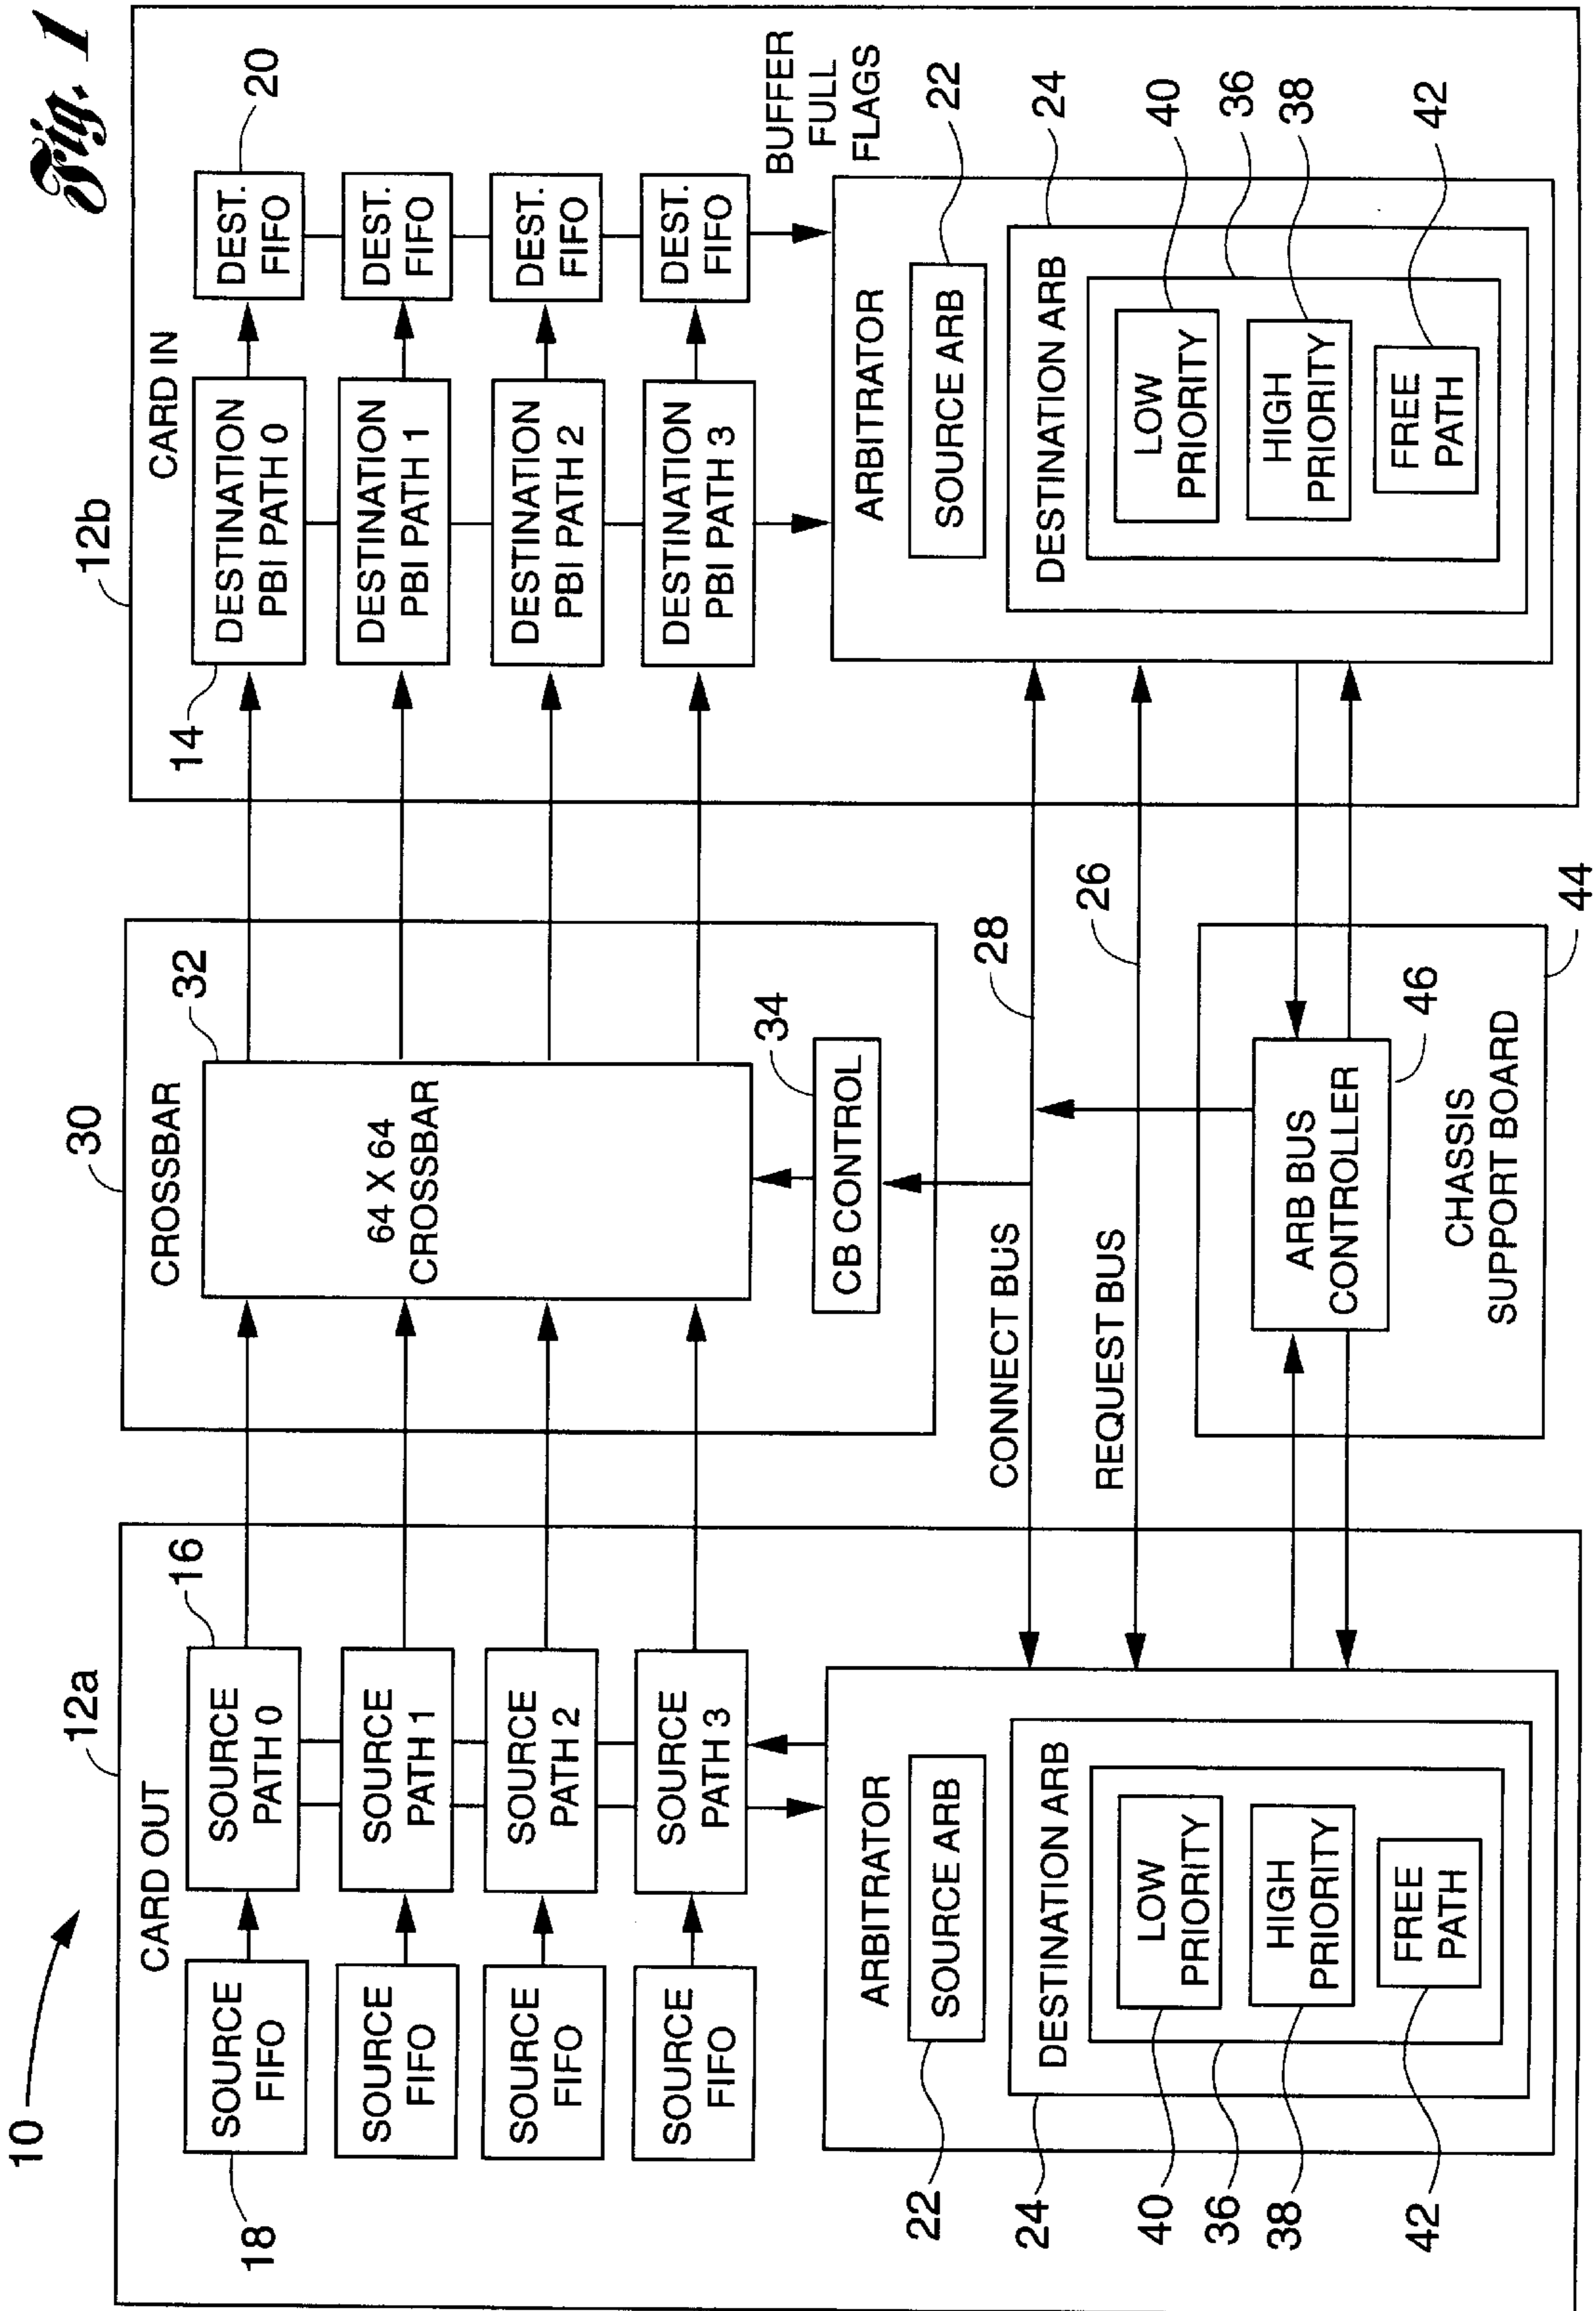 Fig. 1
10
12a
CARD OUT
SOURCE
FIFO
18
SOURCE
PATH 0
16
SOURCE
FIFO
SOURCE
PATH 1
SOURCE
FIFO
SOURCE
PATH 2
SOURCE
FIFO
SOURCE
PATH 3
ARBITRATOR
SOURCE ARB
22
DESTINATION ARB
24
LOW
PRIORITY
40
36
HIGH
PRIORITY
38
FREE
PATH
42
30
CROSSBAR
32
64 X 64
CROSSBAR
34
CB CONTROL
CONNECT BUS
28
REQUEST BUS
26
ARB BUS
CONTROLLER
46
CHASSIS
SUPPORT BOARD
44
12b
CARD IN
14
DESTINATION
PBI PATH 0
DEST.
FIFO
20
DESTINATION
PBI PATH 1
DEST.
FIFO
DESTINATION
PBI PATH 2
DEST.
FIFO
DESTINATION
PBI PATH 3
DEST.
FIFO
BUFFER
FULL
FLAGS
ARBITRATOR
SOURCE ARB
22
DESTINATION ARB
24
LOW
PRIORITY
40
36
HIGH
PRIORITY
38
FREE
PATH
42